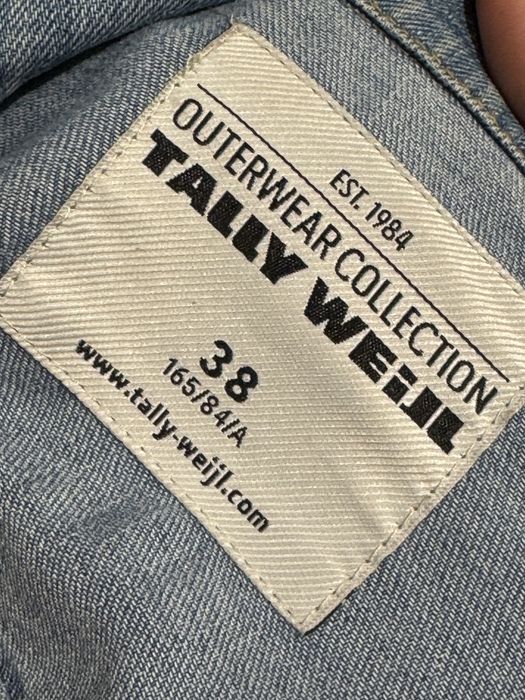 EST. 1984
OUTERWEAR COLLECTION
TALLY WEiJL
38
165/84/A
www.tally-weijl.com